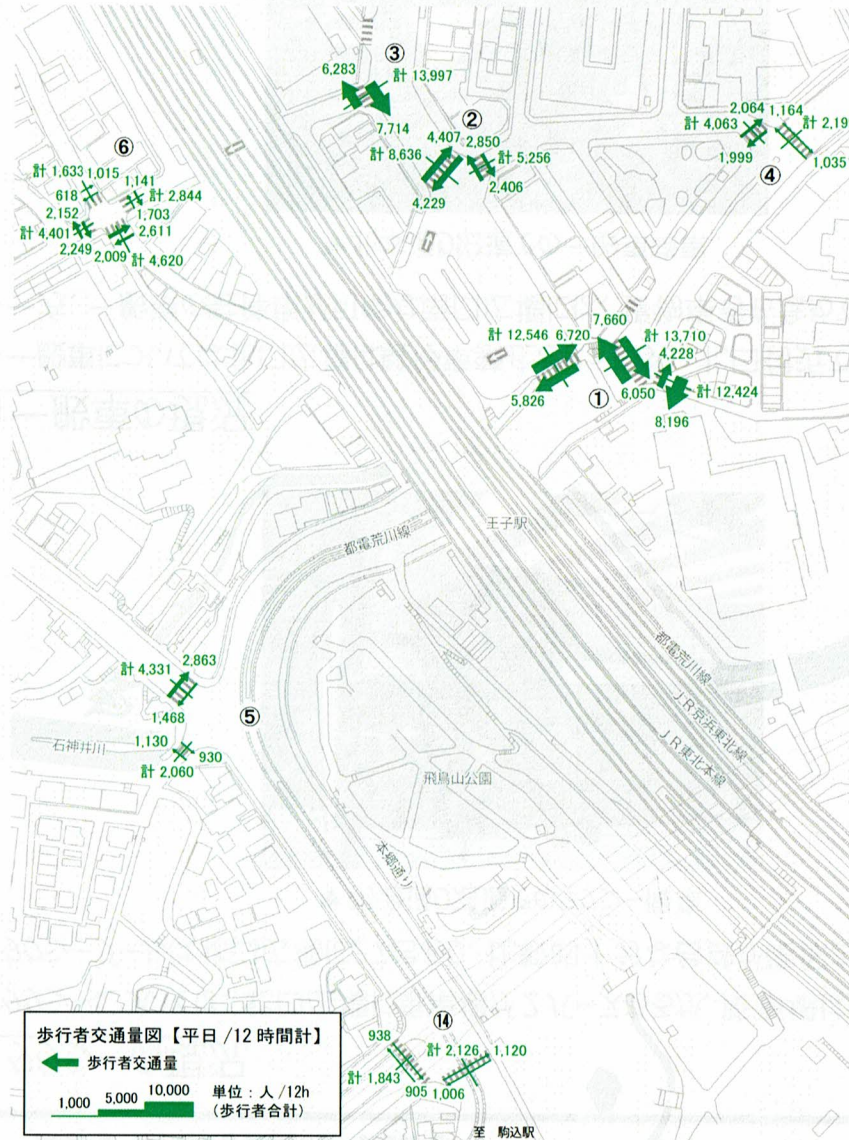 ③
6,283
計 13,997
7,714
②
4,407
2,850
計 8,636
計 5,256
2,406
4,229
2,064
1,164
計 4,063
計 2,19
1,999
1,035
④
⑥
計 1,633
1,015
618
1,141
計 2,844
2,152
1,703
計 4,401
2,611
2,249
2,009
計 4,620
計 12,546
6,720
7,660
計 13,710
4,228
5,826
①
6,050
計 12,424
8,196
王子駅
都電荒川線
都電荒川線
ＪＲ京浜東北線
ＪＲ東北本線
計 4,331
2,863
1,468
⑤
石神井川
1,130
930
計 2,060
飛鳥山公園
本郷通り
⑭
938
計 2,126
1,120
計 1,843
905
1,006
至 駒込駅
歩行者交通量図【平日/12時間計】
歩行者交通量
1,000
5,000
10,000
単位：人/12h
（歩行者合計）